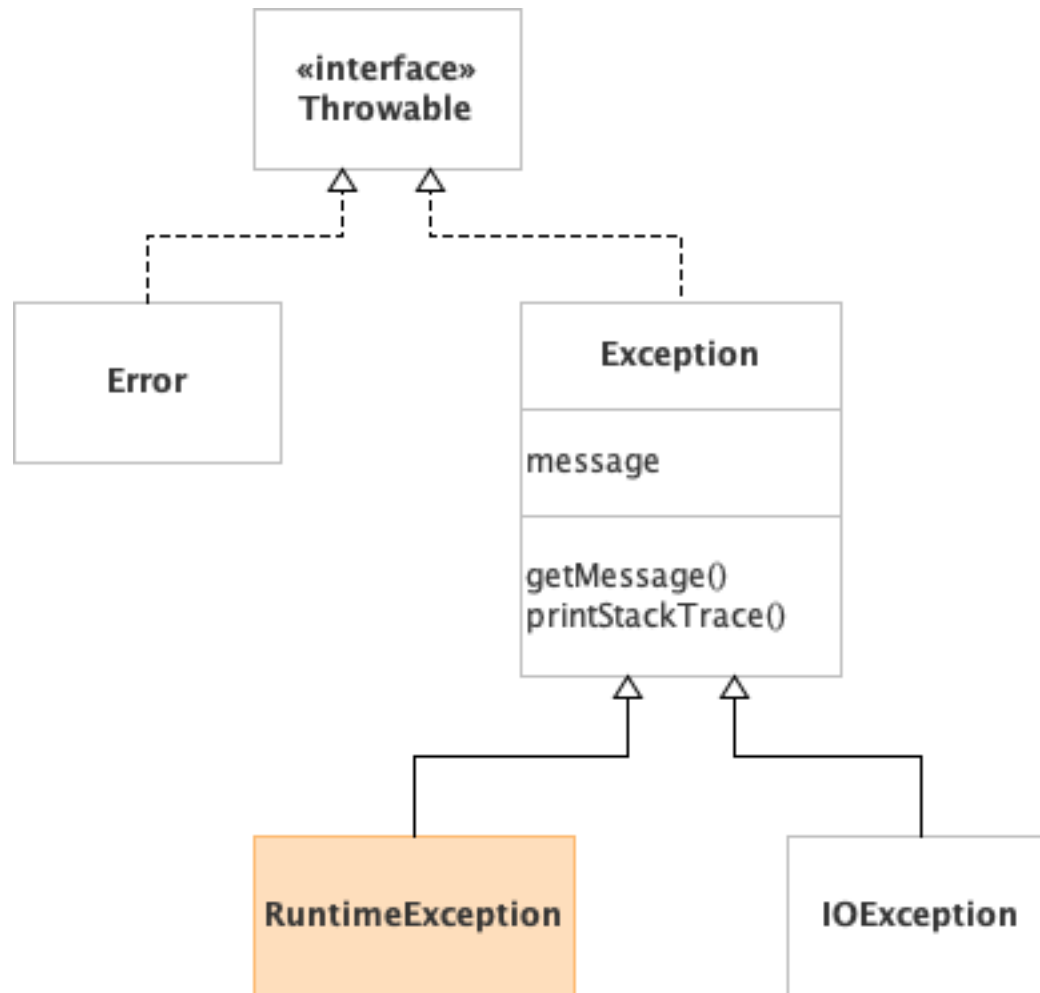 «interface»
Throwable
Error
Exception
message
getMessage()
printStackTrace()
RuntimeException
IOException